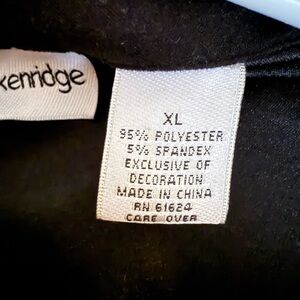 kenridge
XL
95% POLYESTER
5% SPANDEX
EXCLUSIVE OF
DECORATION
MADE IN CHINA
RN 61624
CARE OVER